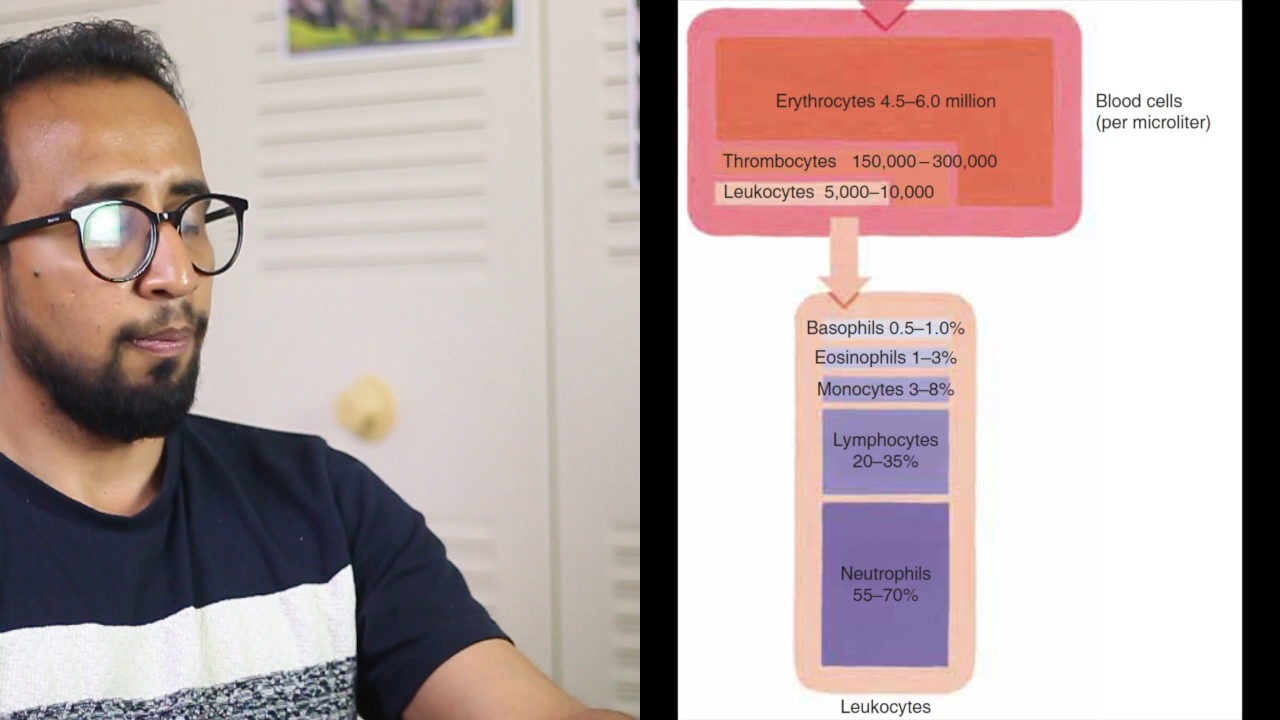 Erythrocytes 4.5–6.0 million
Thrombocytes 150,000–300,000
Leukocytes 5,000–10,000
Blood cells
(per microliter)
Basophils 0.5–1.0%
Eosinophils 1–3%
Monocytes 3–8%
Lymphocytes
20–35%
Neutrophils
55–70%
Leukocytes